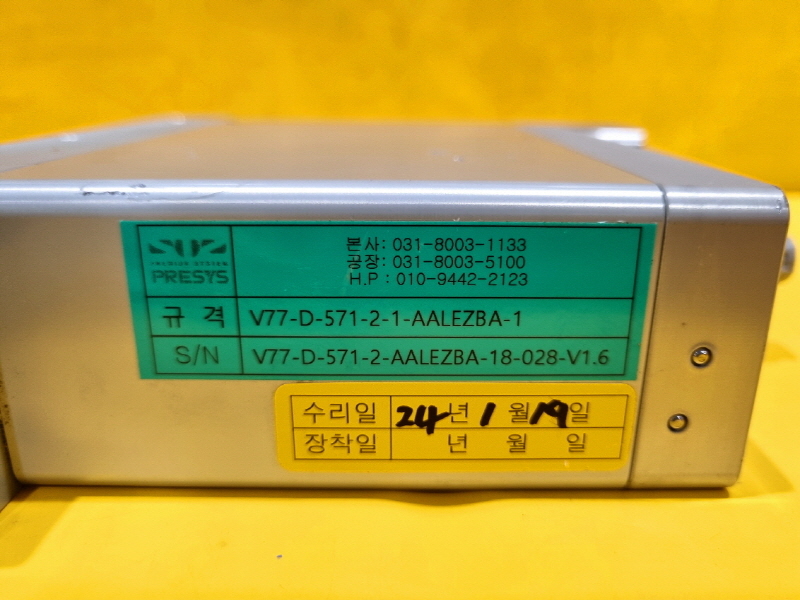 PRESYS
본사: 031-8003-1133
공장: 031-8003-5100
H.P : 010-9442-2123
규 격 V77-D-571-2-1-AALEZBA-1
S/N V77-D-571-2-AALEZBA-18-028-V1.6
수리일 24년 1월 19일
장착일 년 월 일